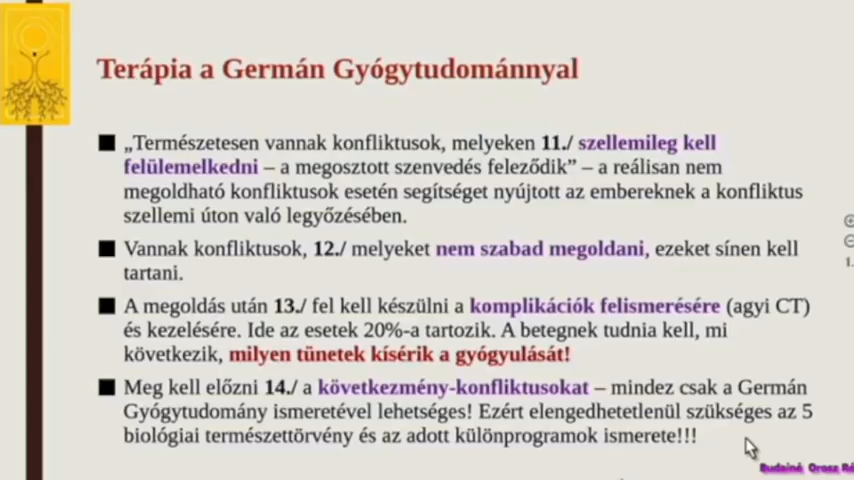 Terápia a Germán Gyógytudománnyal
■ „Természetesen vannak konfliktusok, melyeken 11./ szellemileg kell
felülemelkedni – a megosztott szenvedés feleződik” – a reálisan nem
megoldható konfliktusok esetén segítséget nyújtott az embereknek a konfliktus
szellemi úton való legyőzésében.
■ Vannak konfliktusok, 12./ melyeket nem szabad megoldani, ezeket sínen kell
tartani.
■ A megoldás után 13./ fel kell készülni a komplikációk felismerésére (agyi CT)
és kezelésére. Ide az esetek 20%-a tartozik. A betegnek tudnia kell, mi
következik, milyen tünetek kísérik a gyógyulását!
■ Meg kell előzni 14./ a következmény-konfliktusokat – mindez csak a Germán
Gyógytudomány ismeretével lehetséges! Ezért elengedhetetlenül szükséges az 5
biológiai természettörvény és az adott különprogramok ismerete!!!
1.
Budainé Orosz Ré